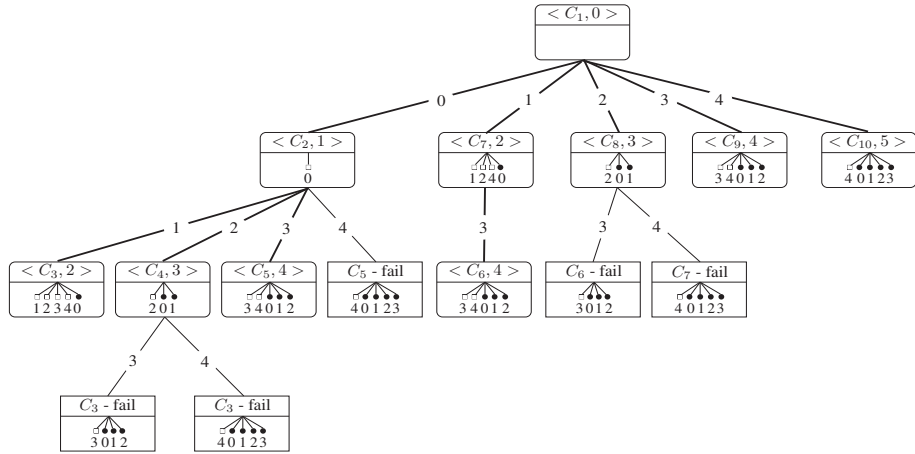 < C₁, 0 >
0 1 2 3 4
< C₂, 1 > < C₇, 2 > < C₈, 3 > < C₉, 4 > < C₁₀, 5 >
0 1 2 4 0 2 0 1 3 4 0 1 2 4 0 1 2 3
1 2 3 4 3 3 4
< C₃, 2 > < C₄, 3 > < C₅, 4 > C₅ - fail < C₆, 4 > C₆ - fail C₇ - fail
1 2 3 4 0 2 0 1 3 4 0 1 2 4 0 1 2 3 3 4 0 1 2 3 0 1 2 4 0 1 2 3
3 4
C₃ - fail C₃ - fail
3 0 1 2 4 0 1 2 3